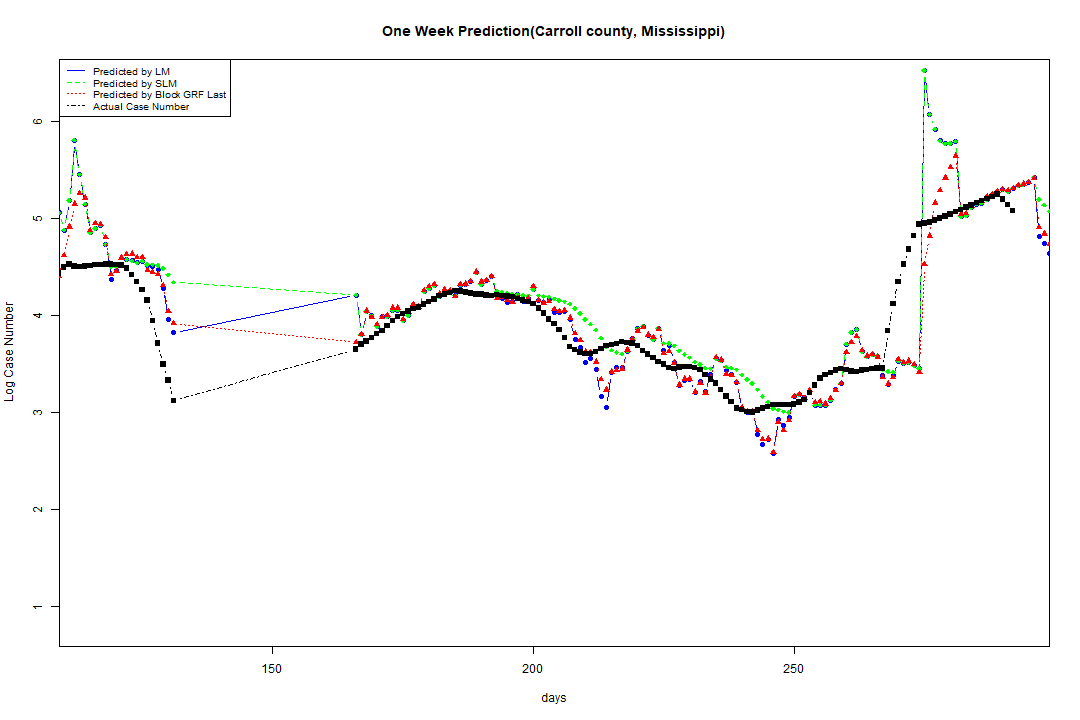 One Week Prediction(Carroll county, Mississippi)
Predicted by LM
Predicted by SLM
Predicted by Block GRF Last
Actual Case Number
Log Case Number
6
5
4
3
2
1
150
200
250
days